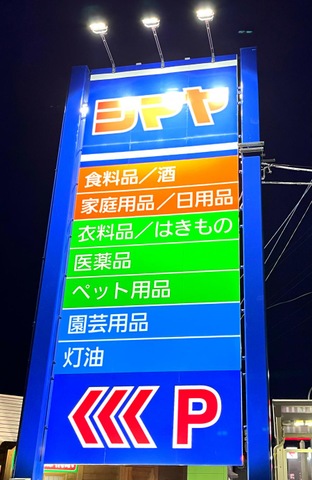 シマヤ
食料品／酒
家庭用品／日用品
衣料品／はきもの
医薬品
ペット用品
園芸用品
灯油
P